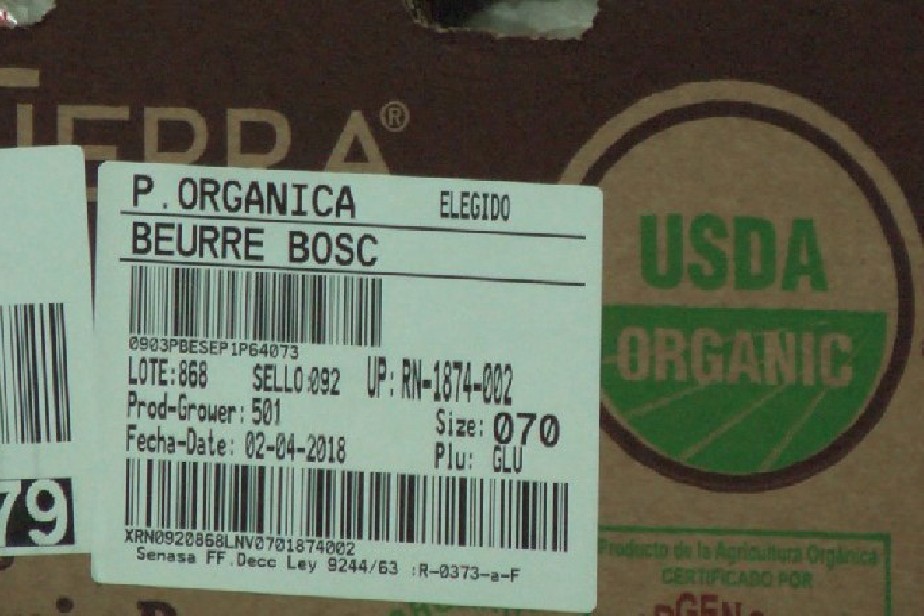 TIERRA®
P.ORGANICA ELEGIDO
BEURRE BOSC
0903PBESEP1P64073
LOTE:868 SELLO:092 UP:RN-1874-002
Prod-Grower:501
Size:070
Fecha-Date: 02-04-2018
Plu: GLU
XRN0920868LNV0701874002
Senasa FF.Decc Ley 9244/63 :R-0373-a-F
79
USDA
ORGANIC
Producto de la Agricultura Orgánica
CERTIFICADO POR